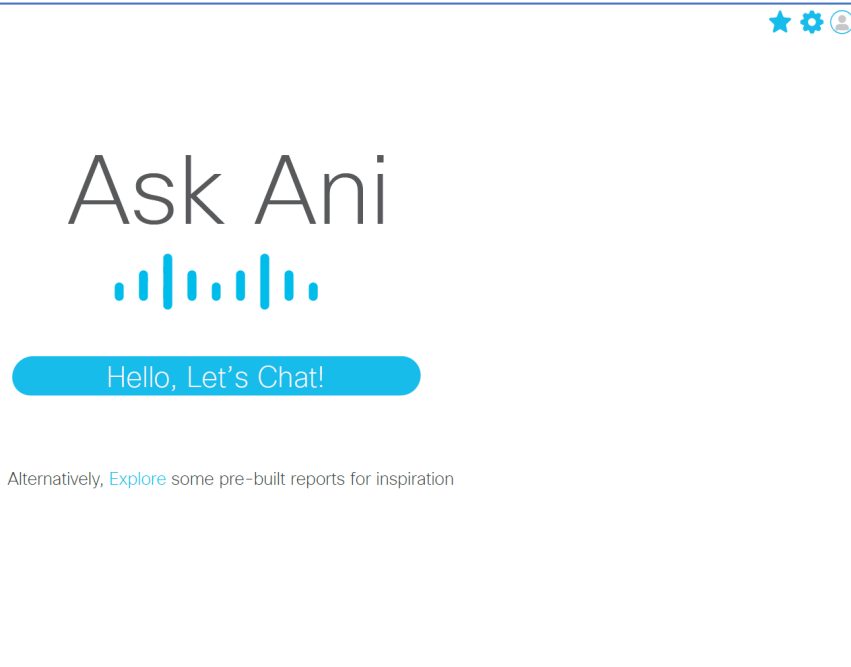 Ask Ani
Hello, Let's Chat!
Alternatively, Explore some pre-built reports for inspiration